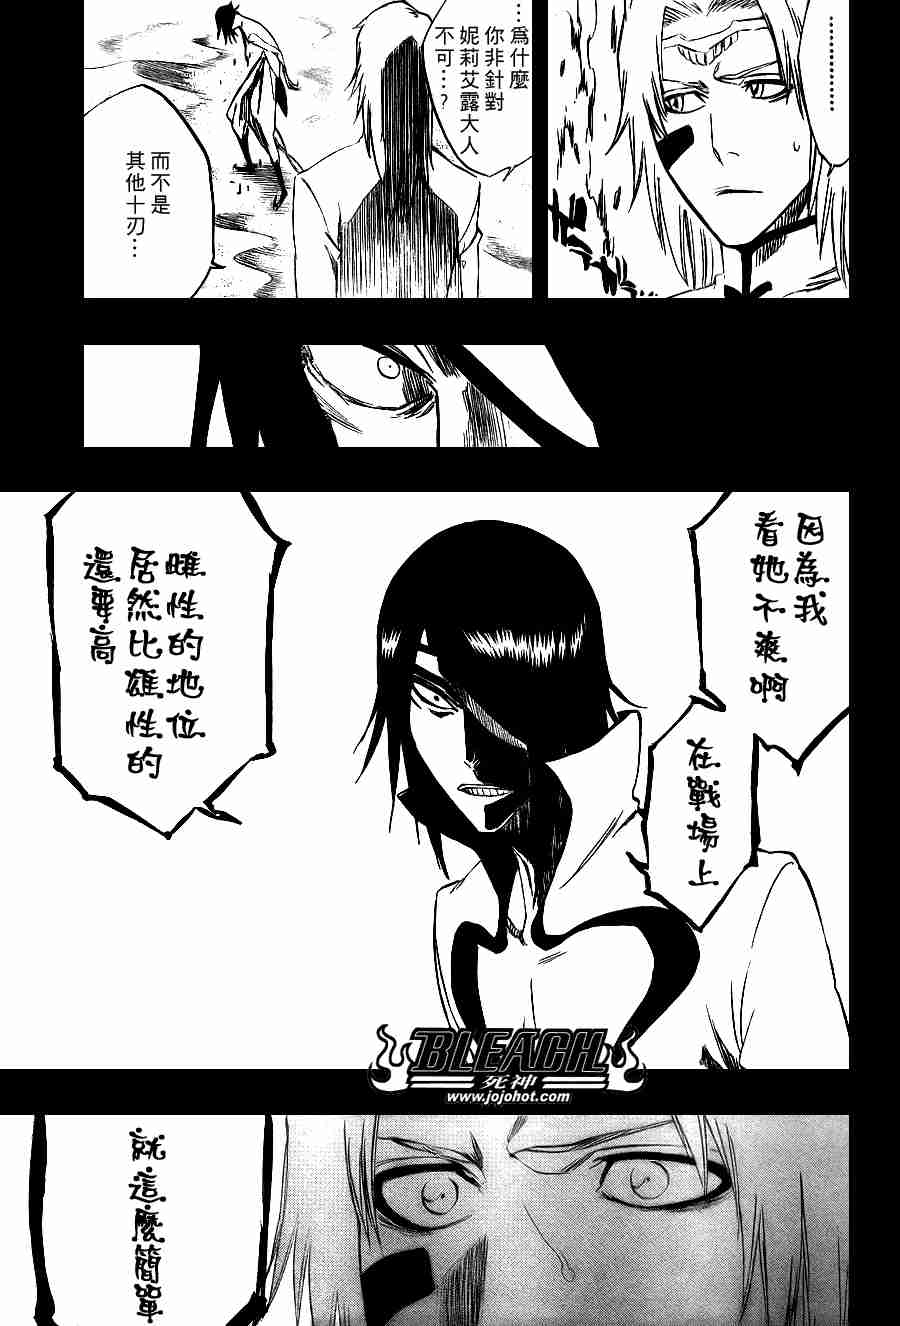 …………
…為什麼
你非針對
妮莉艾露大人
不可…?
而不是
其他十刃…
因為我
看她不爽啊
在戰場上
雌性的地位
居然比雄性的
還要高
BLEACH
死神
www.jojohot.com
就這麼簡單